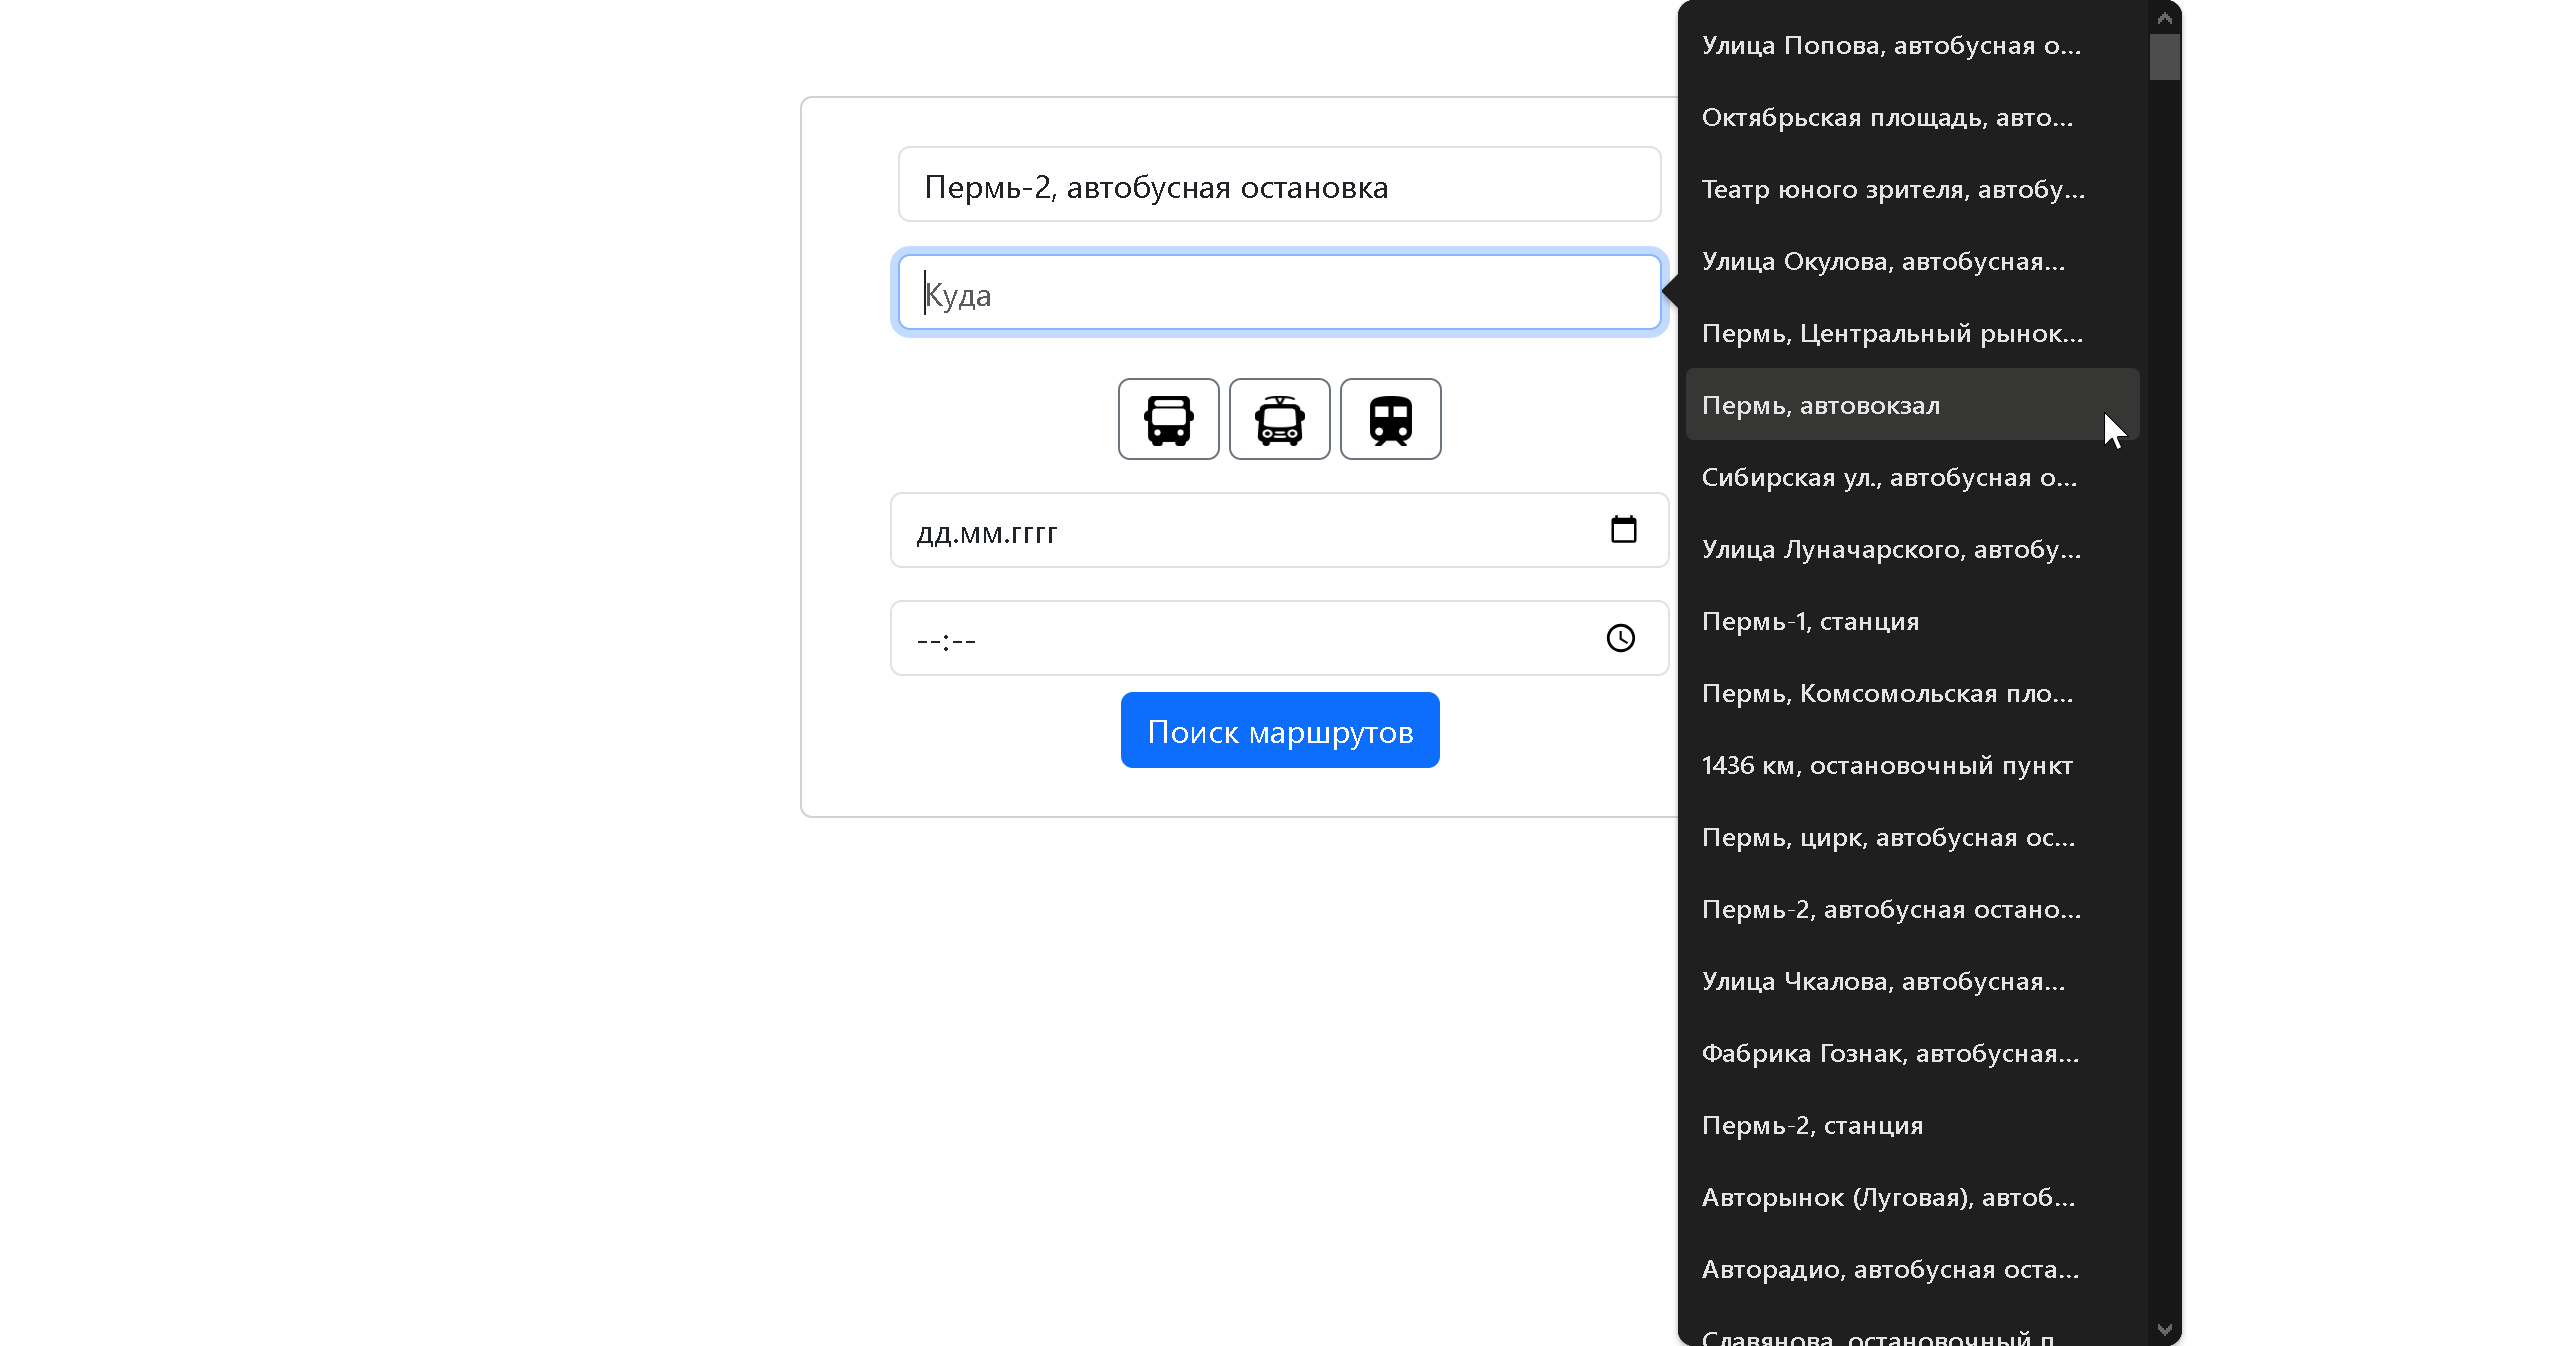 Пермь-2, автобусная остановка
Куда
дд.мм.гггг
--:--
Поиск маршрутов
Улица Попова, автобусная о...
Октябрьская площадь, авто...
Театр юного зрителя, автобу...
Улица Окулова, автобусная...
Пермь, Центральный рынок...
Пермь, автовокзал
Сибирская ул., автобусная о...
Улица Луначарского, автобу...
Пермь-1, станция
Пермь, Комсомольская пло...
1436 км, остановочный пункт
Пермь, цирк, автобусная ос...
Пермь-2, автобусная остано...
Улица Чкалова, автобусная...
Фабрика Гознак, автобусная...
Пермь-2, станция
Авторынок (Луговая), автоб...
Авторадио, автобусная оста...
Славянова, остановочный п...